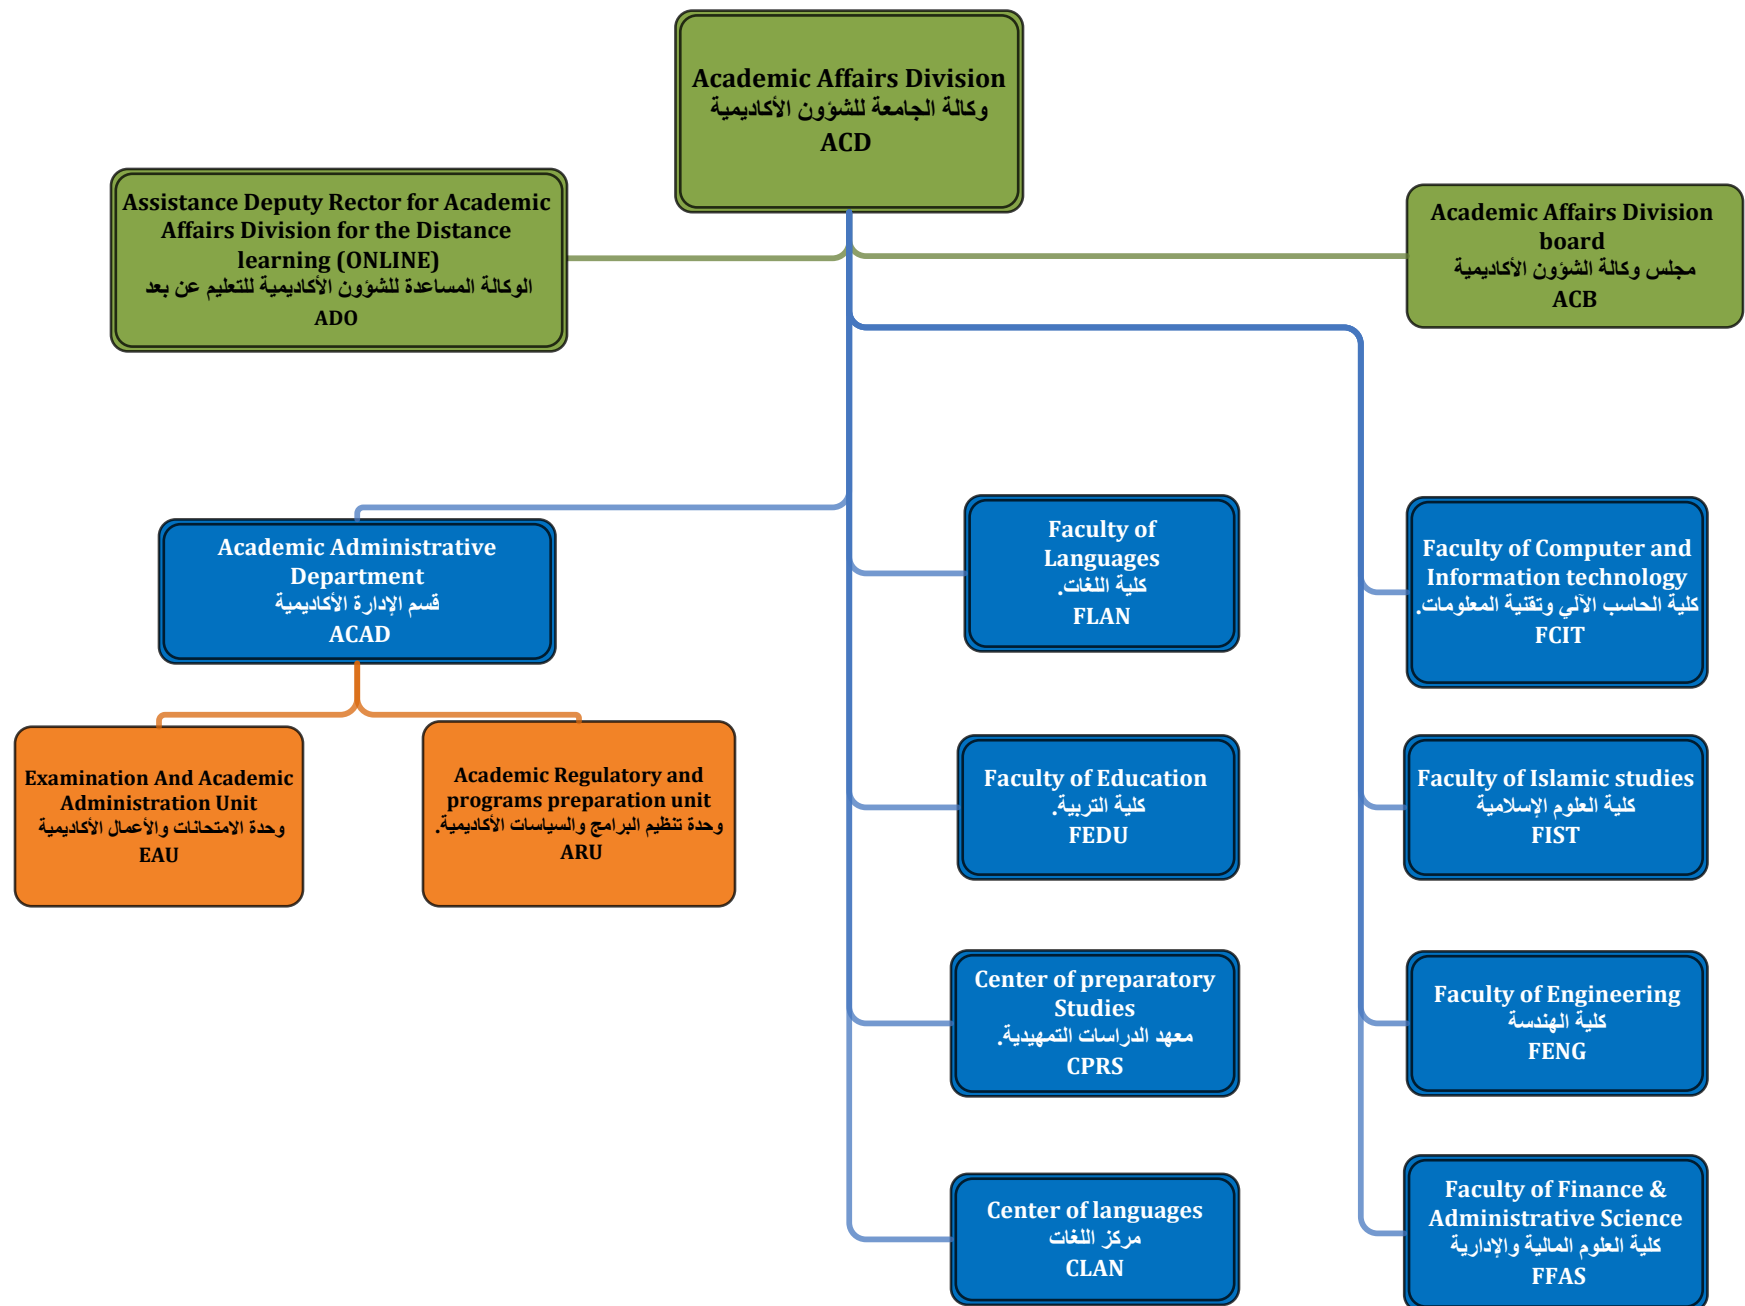 Academic Affairs Division
وكالة الجامعة للشؤون الأكاديمية
ACD
Assistance Deputy Rector for Academic
Affairs Division for the Distance
learning (ONLINE)
الوكالة المساعدة للشؤون الأكاديمية للتعليم عن بعد
ADO
Academic Affairs Division
board
مجلس وكالة الشؤون الأكاديمية
ACB
Academic Administrative
Department
قسم الإدارة الأكاديمية
ACAD
Faculty of
Languages
كلية اللغات.
FLAN
Faculty of Computer and
Information technology
كلية الحاسب الآلي وتقنية المعلومات.
FCIT
Examination And Academic
Administration Unit
وحدة الامتحانات والأعمال الأكاديمية
EAU
Academic Regulatory and
programs preparation unit
وحدة تنظيم البرامج والسياسات الأكاديمية.
ARU
Faculty of Education
كلية التربية.
FEDU
Faculty of Islamic studies
كلية العلوم الإسلامية
FIST
Center of preparatory
Studies
معهد الدراسات التمهيدية.
CPRS
Faculty of Engineering
كلية الهندسة
FENG
Center of languages
مركز اللغات
CLAN
Faculty of Finance &
Administrative Science
كلية العلوم المالية والإدارية
FFAS